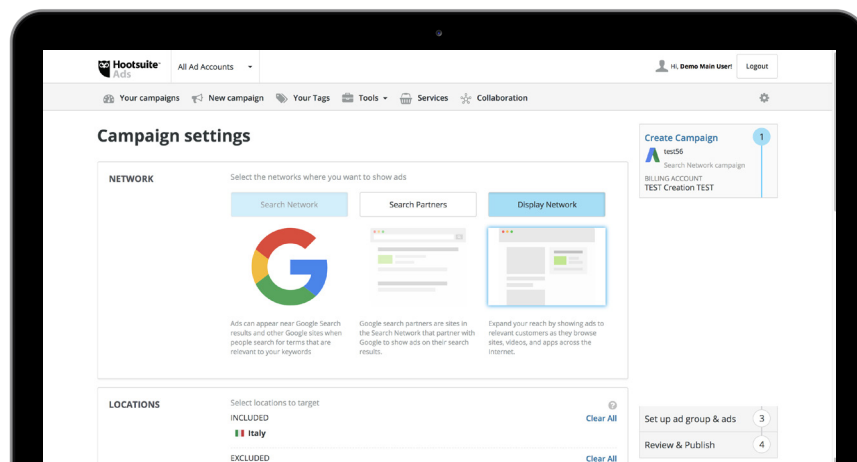 Hootsuite™
Ads
All Ad Accounts
Hi, Demo Main User!
Logout
Your campaigns
New campaign
Your Tags
Tools
Services
Collaboration
Campaign settings
NETWORK
Select the networks where you want to show ads
Search Network
Search Partners
Display Network
Ads can appear near Google Search
results and other Google sites when
people search for terms that are
relevant to your keywords
Google search partners are sites in
the Search Network that partner with
Google to show ads on their search
results.
Expand your reach by showing ads to
relevant customers as they browse
sites, videos, and apps across the
internet.
LOCATIONS
Select locations to target
?
INCLUDED
Clear All
Italy
EXCLUDED
Clear All
Create Campaign
1
test56
Search Network campaign
BILLING ACCOUNT
TEST Creation TEST
Set up ad group & ads
3
Review & Publish
4